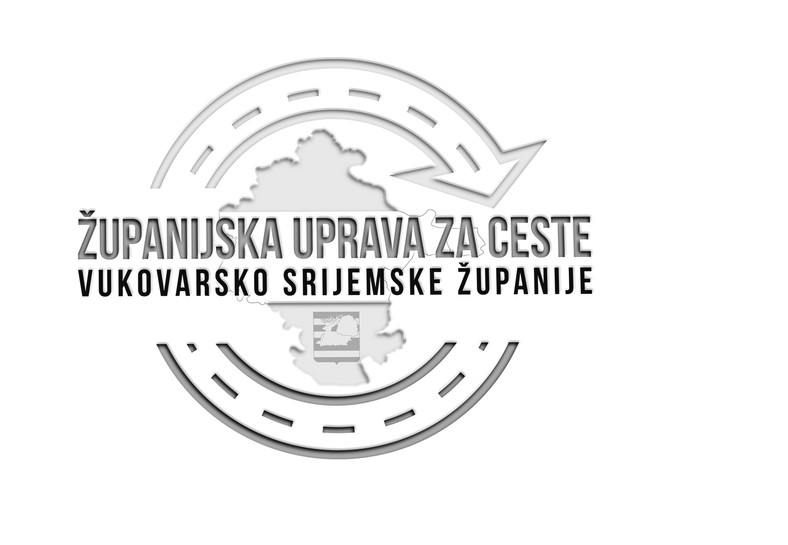 ŽUPANIJSKA UPRAVA ZA CESTE
VUKOVARSKO SRIJEMSKE ŽUPANIJE